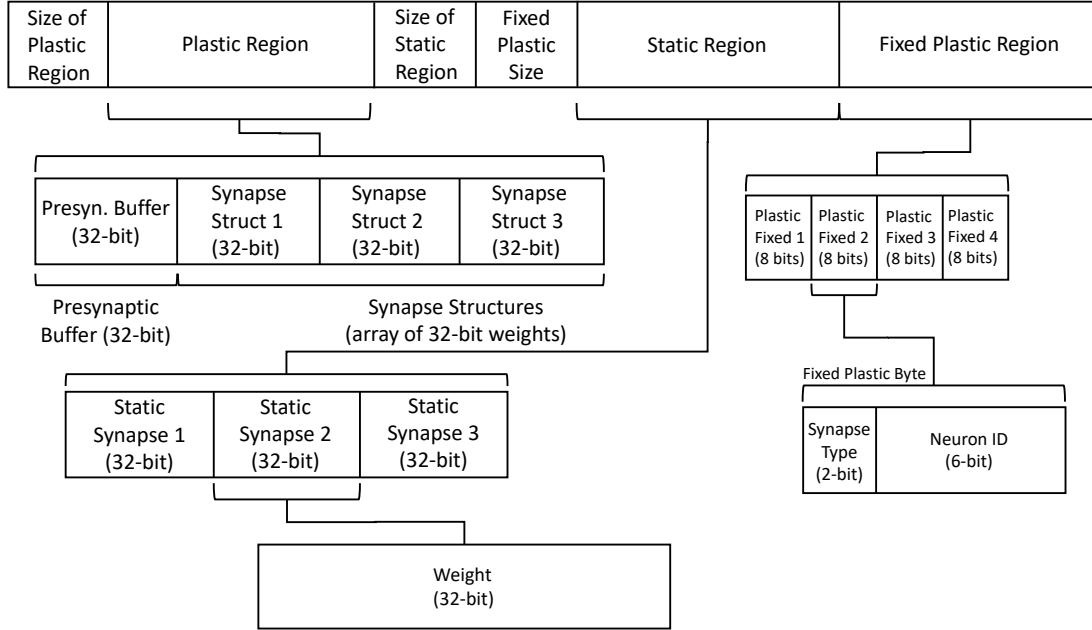 Size of
Plastic
Region
Plastic Region
Size of
Static
Region
Fixed
Plastic
Size
Static Region
Fixed Plastic Region
Presyn. Buffer
(32-bit)
Synapse
Struct 1
(32-bit)
Synapse
Struct 2
(32-bit)
Synapse
Struct 3
(32-bit)
Plastic
Fixed 1
(8 bits)
Plastic
Fixed 2
(8 bits)
Plastic
Fixed 3
(8 bits)
Plastic
Fixed 4
(8 bits)
Presynaptic
Buffer (32-bit)
Synapse Structures
(array of 32-bit weights)
Fixed Plastic Byte
Static
Synapse 1
(32-bit)
Static
Synapse 2
(32-bit)
Static
Synapse 3
(32-bit)
Synapse
Type
(2-bit)
Neuron ID
(6-bit)
Weight
(32-bit)